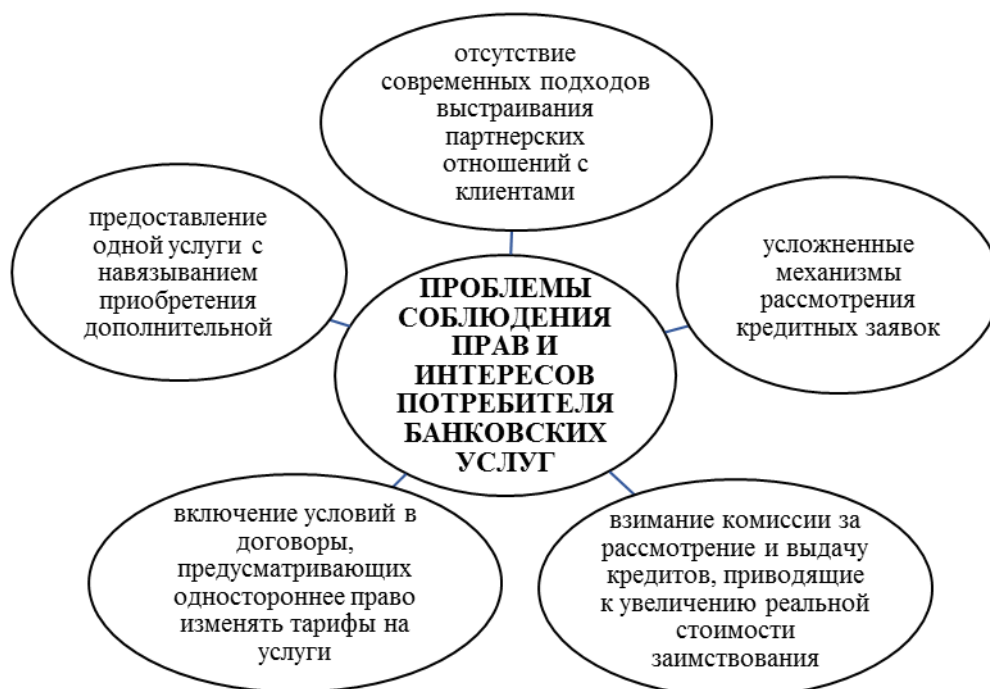 отсутствие
современных подходов
выстраивания
партнерских
отношений с
клиентами
предоставление
одной услуги с
навязыванием
приобретения
дополнительной
усложненные
механизмы
рассмотрения
кредитных заявок
ПРОБЛЕМЫ
СОБЛЮДЕНИЯ
ПРАВ И
ИНТЕРЕСОВ
ПОТРЕБИТЕЛЯ
БАНКОВСКИХ
УСЛУГ
включение условий в
договоры,
предусматривающих
одностороннее право
изменять тарифы на
услуги
взимание комиссии за
рассмотрение и выдачу
кредитов, приводящие
к увеличению реальной
стоимости
заимствования